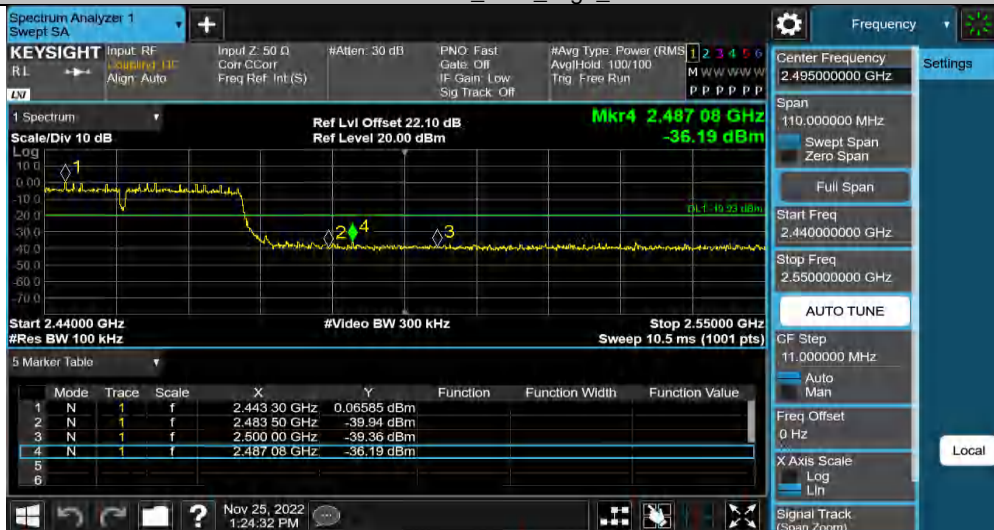 Spectrum Analyzer 1
Swept SA
+
Frequency
KEYSIGHT
RL
LXI
Input: RF
Coupling: DC
Align: Auto
Input Z: 50 Ω
Corr CCorr
Freq Ref: Int (S)
#Atten: 30 dB
PNO: Fast
Gate: Off
IF Gain: Low
Sig Track: Off
#Avg Type: Power (RMS
Avg|Hold: 100/100
Trig: Free Run
1 2 3 4 5 6
M W W W W W
P P P P P P
1 Spectrum
Scale/Div 10 dB
Ref Lvl Offset 22.10 dB
Ref Level 20.00 dBm
Mkr4 2.487 08 GHz
-36.19 dBm
Log
10.0
0.00
-10.0
-20.0
-30.0
-40.0
-50.0
-60.0
-70.0
1
2
4
3
Start 2.44000 GHz
#Res BW 100 kHz
#Video BW 300 kHz
Stop 2.55000 GHz
Sweep 10.5 ms (1001 pts)
5 Marker Table
Mode Trace Scale X Y Function Function Width Function Value
1 N 1 f 2.443 30 GHz 0.06585 dBm
2 N 1 f 2.483 50 GHz -39.94 dBm
3 N 1 f 2.500 00 GHz -39.36 dBm
4 N 1 f 2.487 08 GHz -36.19 dBm
5
6
?
Nov 25, 2022
1:24:32 PM
Center Frequency
2.495000000 GHz
Settings
Span
110.000000 MHz
Swept Span
Zero Span
Full Span
Start Freq
2.440000000 GHz
Stop Freq
2.550000000 GHz
AUTO TUNE
CF Step
11.000000 MHz
Auto
Man
Freq Offset
0 Hz
Local
X Axis Scale
Log
Lin
Signal Track
(Span Zoom)